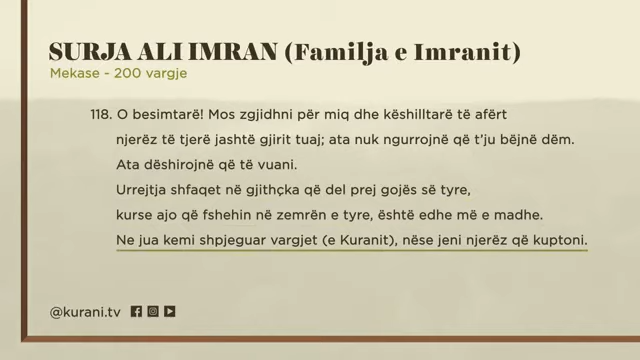 SURJA ALI IMRAN (Familja e Imranit)
Mekase - 200 vargje
118. O besimtarë! Mos zgjidhni për miq dhe këshilltarë të afërt
njerëz të tjerë jashtë gjirit tuaj; ata nuk ngurrojnë që t'ju bëjnë dëm.
Ata dëshirojnë që të vuani.
Urrejtja shfaqet në gjithçka që del prej gojës së tyre,
kurse ajo që fshehin në zemrën e tyre, është edhe më e madhe.
Ne jua kemi shpjeguar vargjet (e Kuranit), nëse jeni njerëz që kuptoni.
@kurani.tv